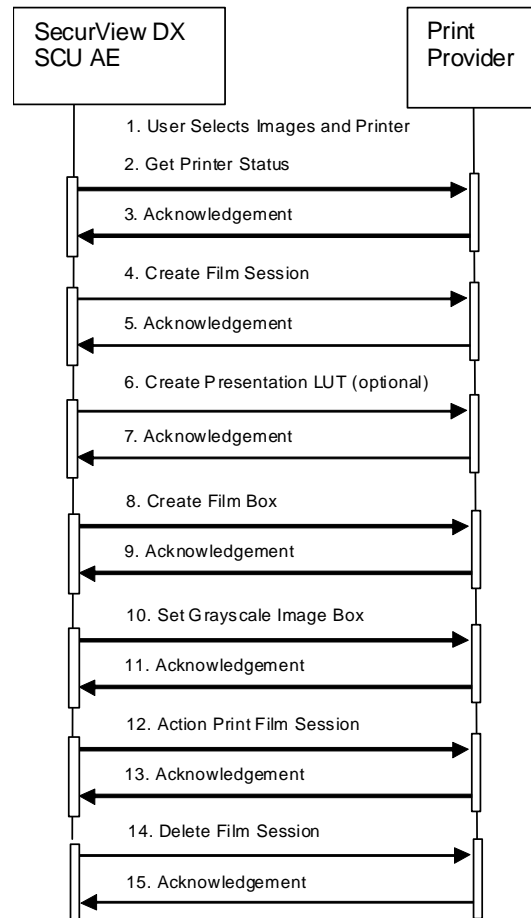 SecurView DX
SCU AE
Print
Provider
1. User Selects Images and Printer
2. Get Printer Status
3. Acknowledgement
4. Create Film Session
5. Acknowledgement
6. Create Presentation LUT (optional)
7. Acknowledgement
8. Create Film Box
9. Acknowledgement
10. Set Grayscale Image Box
11. Acknowledgement
12. Action Print Film Session
13. Acknowledgement
14. Delete Film Session
15. Acknowledgement